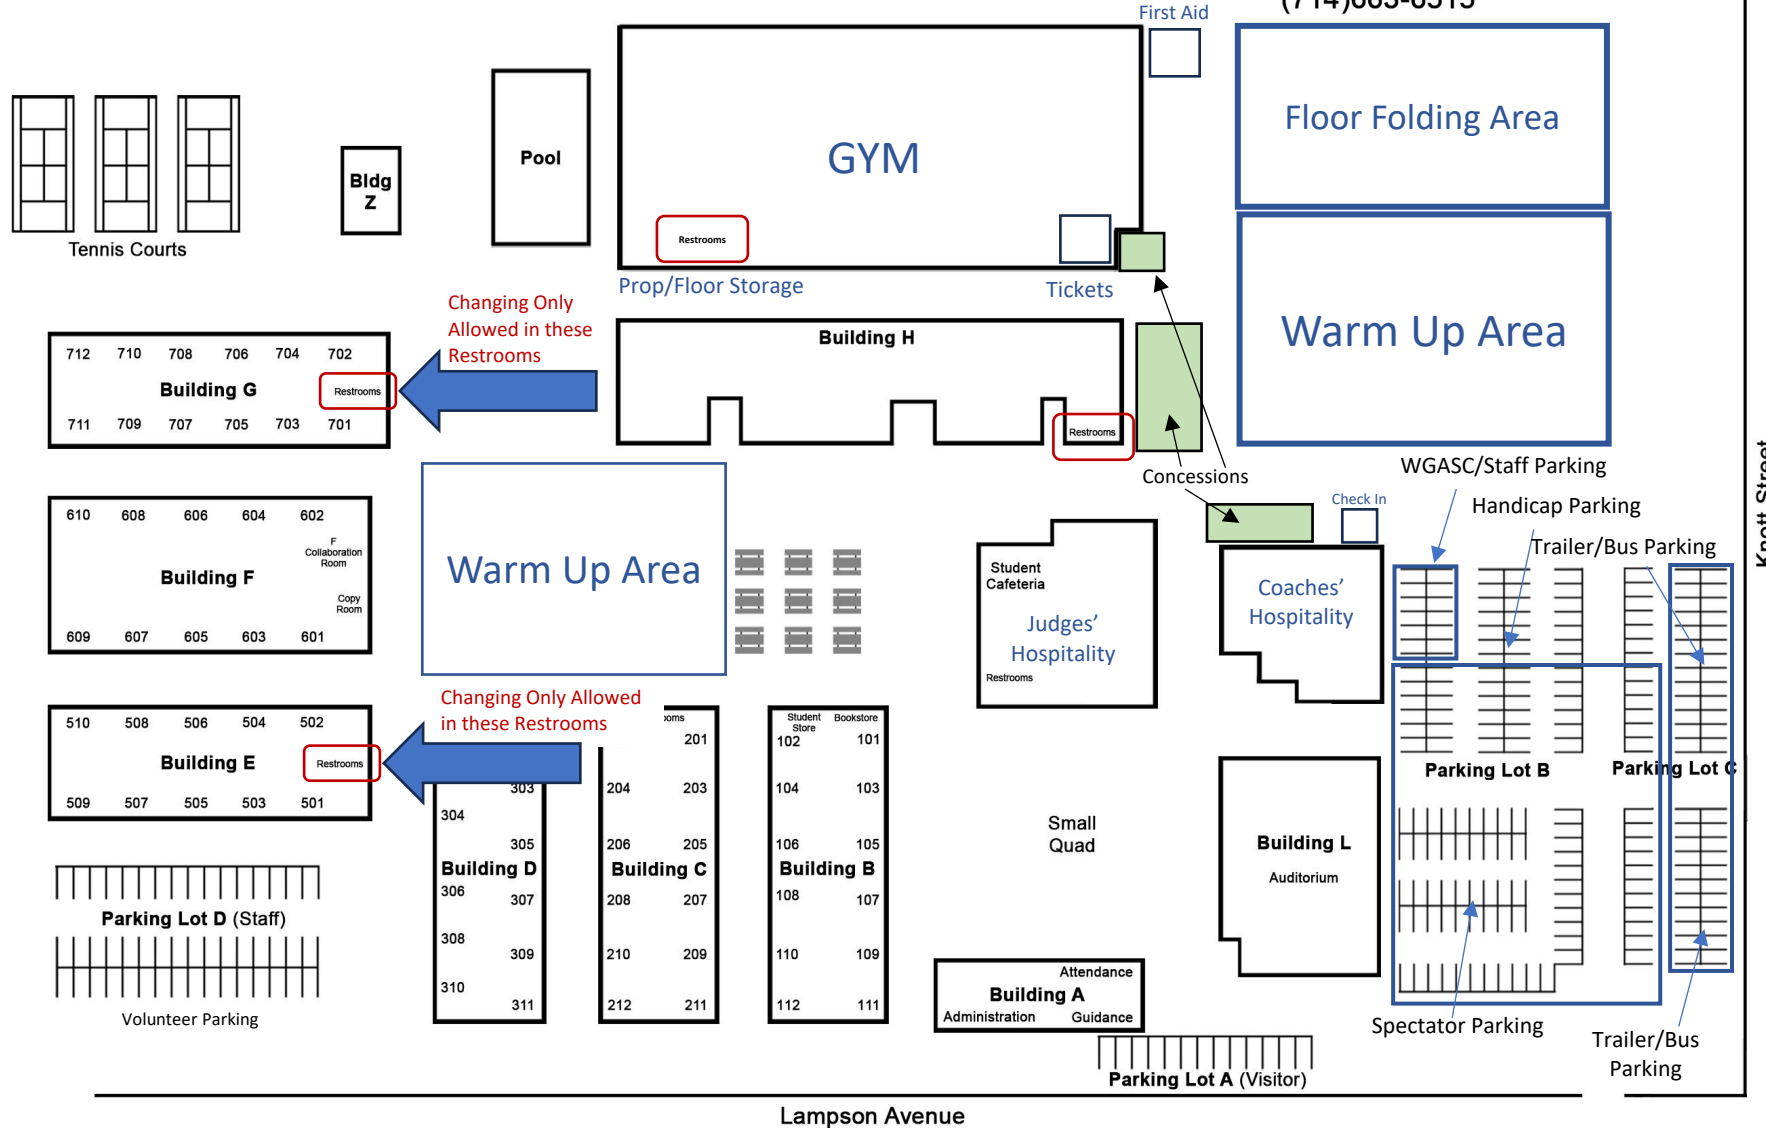 (714)663-6515
First Aid
Floor Folding Area
GYM
Pool
Bldg
Z
Tennis Courts
Restrooms
Prop/Floor Storage
Tickets
Changing Only
Allowed in these
Restrooms
Building H
Warm Up Area
712 710 708 706 704 702
Building G
Restrooms
711 709 707 705 703 701
Restrooms
Concessions
WGASC/Staff Parking
Check In
Handicap Parking
Trailer/Bus Parking
Knott Street
610 608 606 604 602
F
Collaboration
Room
Building F
Copy
Room
609 607 605 603 601
Warm Up Area
Student
Cafeteria
Judges’
Hospitality
Restrooms
Coaches’
Hospitality
Changing Only Allowed
in these Restrooms
510 508 506 504 502
Building E
Restrooms
509 507 505 503 501
303
304
305
Building D
306
307
308
309
310
311
201
204 203
206 205
Building C
208 207
210 209
212 211
Student
Store
Bookstore
102 101
104 103
106 105
Building B
108 107
110 109
112 111
Small
Quad
Building L
Auditorium
Parking Lot B
Parking Lot C
Parking Lot D (Staff)
Volunteer Parking
Attendance
Building A
Administration Guidance
Spectator Parking
Trailer/Bus
Parking
Parking Lot A (Visitor)
Lampson Avenue